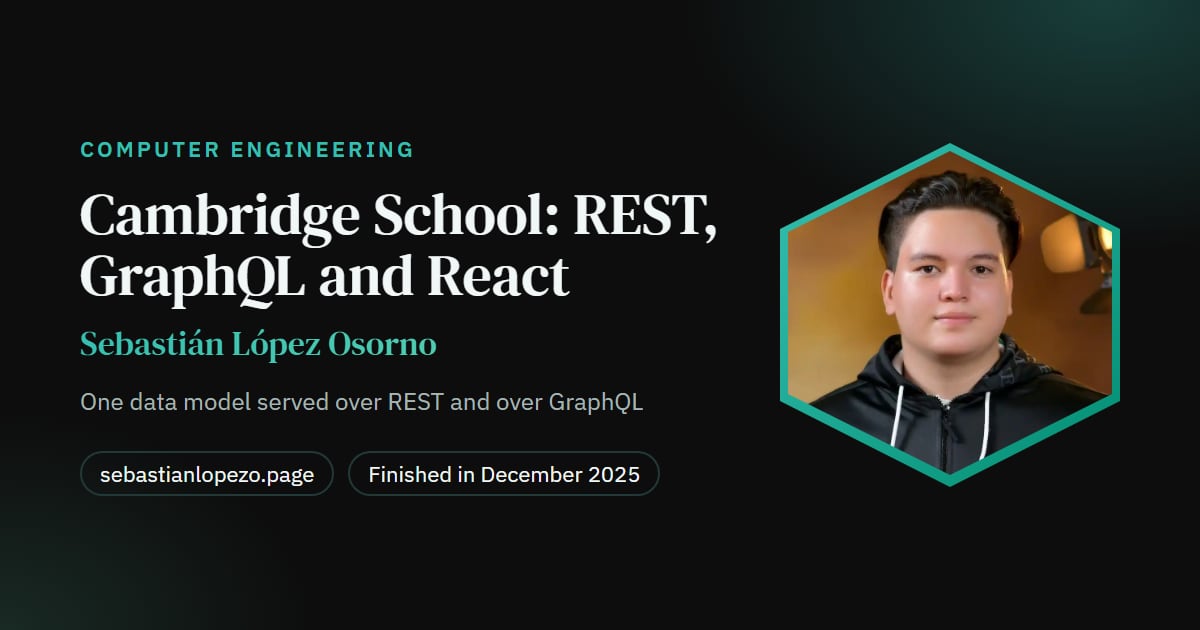 COMPUTER ENGINEERING
Cambridge School: REST,
GraphQL and React
Sebastián López Osorno
One data model served over REST and over GraphQL
sebastianlopezo.page
Finished in December 2025